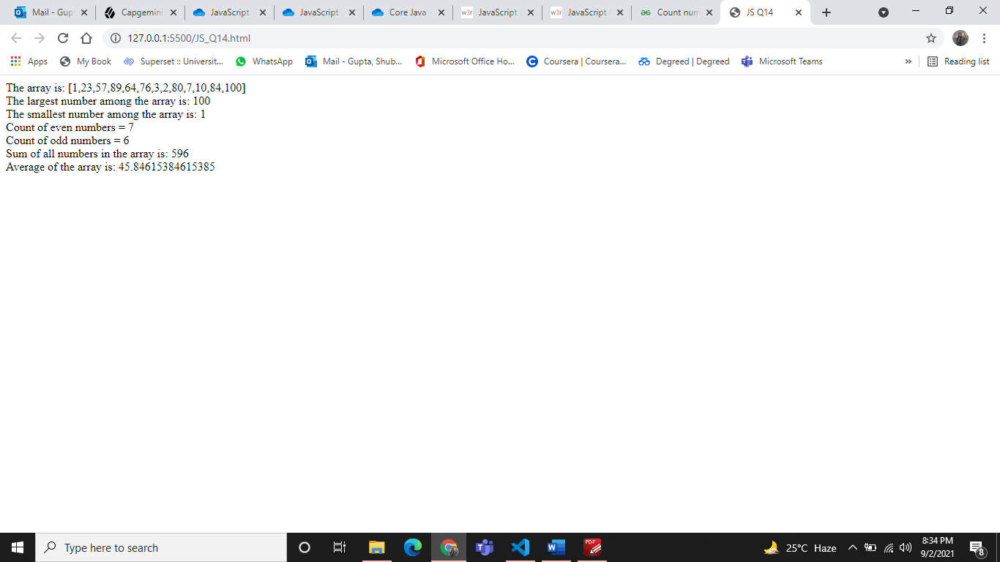 Mail - Gup
Capgemini
JavaScript
JavaScript
Core Java -
w3r JavaScript
w3r JavaScript
Count num
JS Q14
127.0.0.1:5500/JS_Q14.html
Apps
My Book
Superset :: Universit...
WhatsApp
Mail - Gupta, Shub...
Microsoft Office Ho...
Coursera | Coursera...
Degreed | Degreed
Microsoft Teams
»
Reading list
The array is: [1,23,57,89,64,76,3,2,80,7,10,84,100]
The largest number among the array is: 100
The smallest number among the array is: 1
Count of even numbers = 7
Count of odd numbers = 6
Sum of all numbers in the array is: 596
Average of the array is: 45.84615384615385
Type here to search
PDF
25°C Haze
8:34 PM
9/2/2021
8